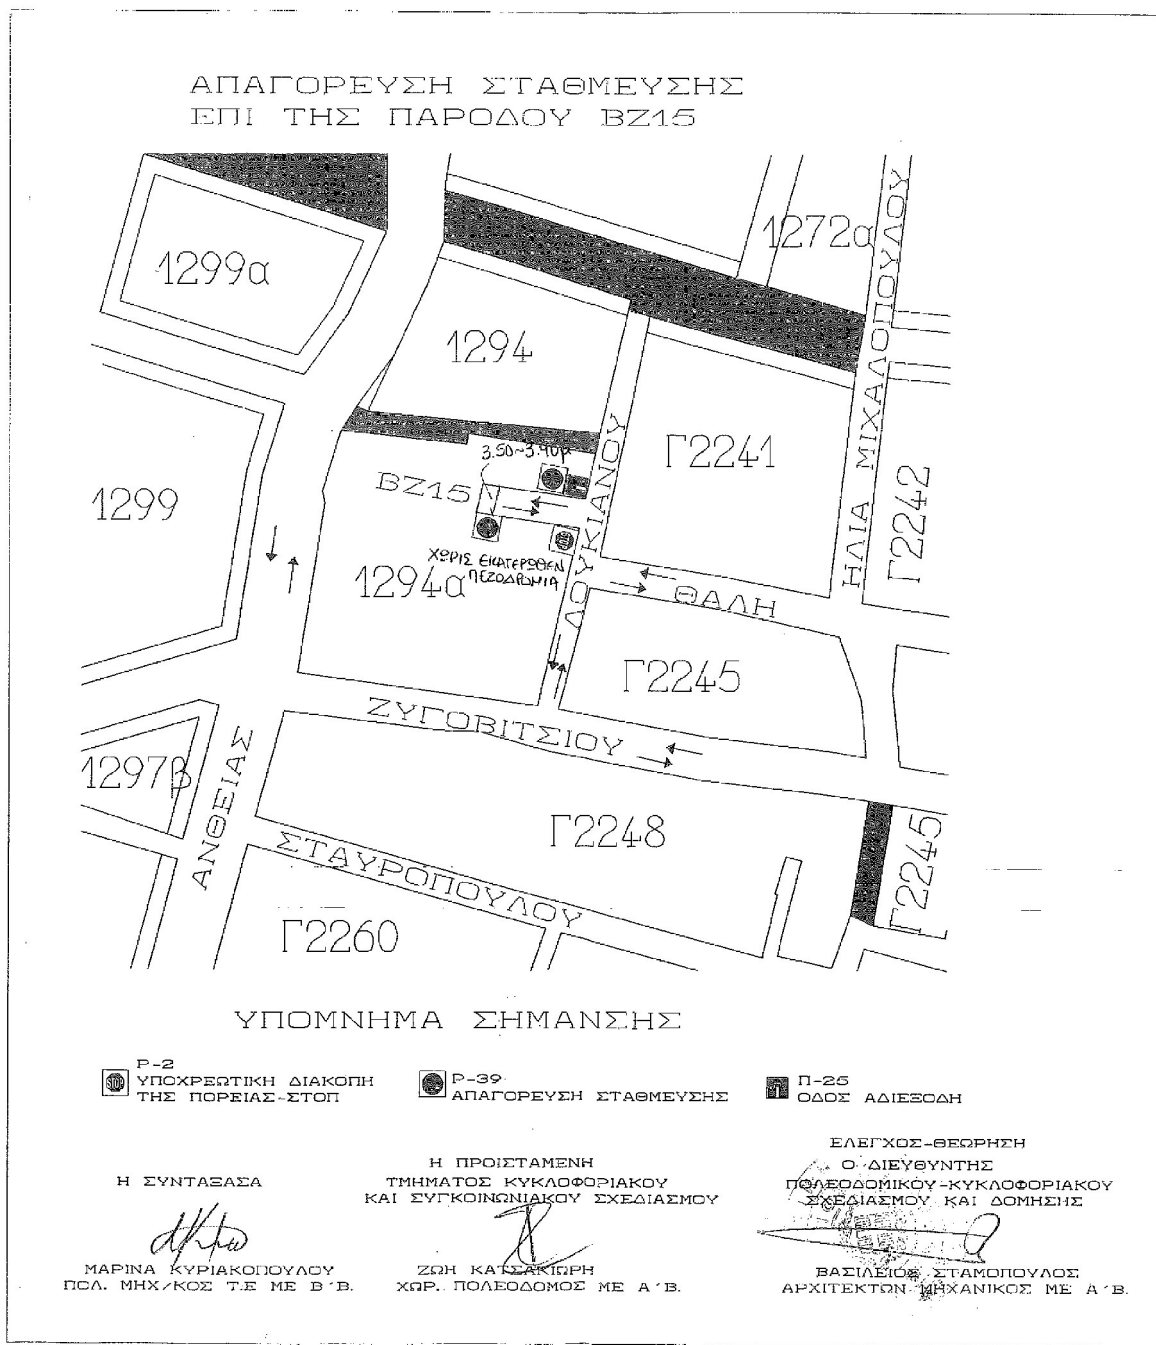 ΑΠΑΓΟΡΕΥΣΗ ΣΤΑΘΜΕΥΣΗΣ
ΕΠΙ ΤΗΣ ΠΑΡΟΔΟΥ ΒΖ15
1272α
1299α
1294
ΗΛΙΑ ΜΙΧΑΛΟΠΟΥΛΟΥ
Γ2241
3.50~3.90μ
ΒΖ15
1299
Γ2242
ΛΟΥΚΙΑΝΟΥ
ΧΩΡΙΣ ΕΚΑΤΕΡΩΘΕΝ
ΠΕΖΟΔΡΟΜΙΑ
1294α
ΘΑΛΗ
Γ2245
ΖΥΓΟΒΙΤΣΙΟΥ
1297β
ΑΝΘΕΙΑΣ
Γ2248
Γ2245
ΣΤΑΥΡΟΠΟΥΛΟΥ
Γ2260
ΥΠΟΜΝΗΜΑ ΣΗΜΑΝΣΗΣ
STOP
Ρ-2
ΥΠΟΧΡΕΩΤΙΚΗ ΔΙΑΚΟΠΗ
ΤΗΣ ΠΟΡΕΙΑΣ-ΣΤΟΠ
Ρ-39
ΑΠΑΓΟΡΕΥΣΗ ΣΤΑΘΜΕΥΣΗΣ
Π-25
ΟΔΟΣ ΑΔΙΕΞΟΔΗ
Η ΣΥΝΤΑΞΑΣΑ
ΜΑΡΙΝΑ ΚΥΡΙΑΚΟΠΟΥΛΟΥ
ΠΟΛ. ΜΗΧ/ΚΟΣ Τ.Ε ΜΕ Β΄Β.
Η ΠΡΟΙΣΤΑΜΕΝΗ
ΤΜΗΜΑΤΟΣ ΚΥΚΛΟΦΟΡΙΑΚΟΥ
ΚΑΙ ΣΥΓΚΟΙΝΩΝΙΑΚΟΥ ΣΧΕΔΙΑΣΜΟΥ
ΖΩΗ ΚΑΤΣΑΚΙΩΡΗ
ΧΩΡ. ΠΟΛΕΟΔΟΜΟΣ ΜΕ Α΄Β.
ΕΛΕΓΧΟΣ-ΘΕΩΡΗΣΗ
Ο ΔΙΕΥΘΥΝΤΗΣ
ΠΟΛΕΟΔΟΜΙΚΟΥ-ΚΥΚΛΟΦΟΡΙΑΚΟΥ
ΣΧΕΔΙΑΣΜΟΥ ΚΑΙ ΔΟΜΗΣΗΣ
ΒΑΣΙΛΕΙΟΣ ΣΤΑΜΟΠΟΥΛΟΣ
ΑΡΧΙΤΕΚΤΩΝ ΜΗΧΑΝΙΚΟΣ ΜΕ Α΄Β.